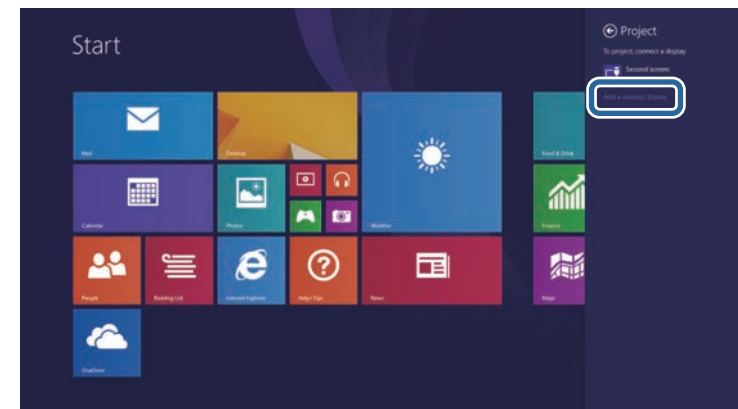 Start
Project
To project, connect a display
Second screen
Add a wireless display
Mail
Desktop
Weather
Food & Drink
Calendar
Photos
Finance
People
Reading List
Internet Explorer
Help+Tips
News
Maps
OneDrive